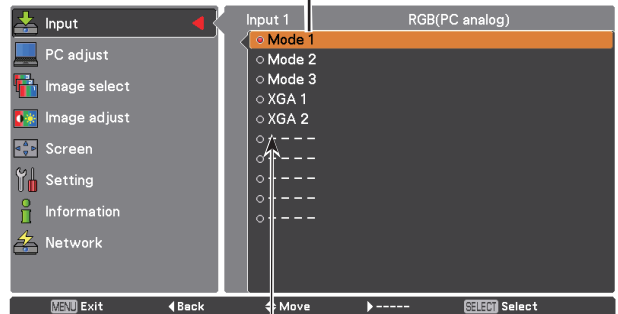 Input
PC adjust
Image select
Image adjust
Screen
Setting
Information
Network
Input 1 RGB(PC analog)
Mode 1
Mode 2
Mode 3
XGA 1
XGA 2
- - - -
- - - -
- - - -
- - - -
- - - -
MENU Exit Back Move ----- SELECT Select